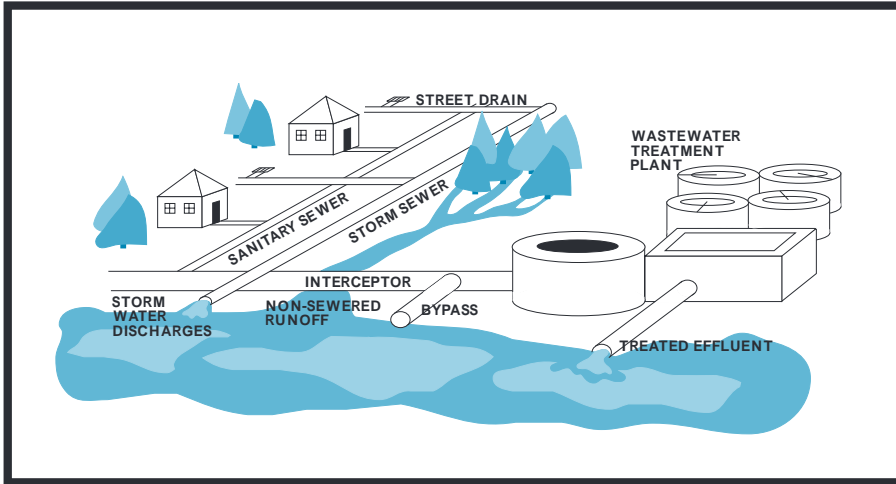 STREET DRAIN
WASTEWATER
TREATMENT
PLANT
SANITARY SEWER
STORM SEWER
INTERCEPTOR
STORM
WATER
DISCHARGES
NON-SEWERED
RUNOFF
BYPASS
TREATED EFFLUENT